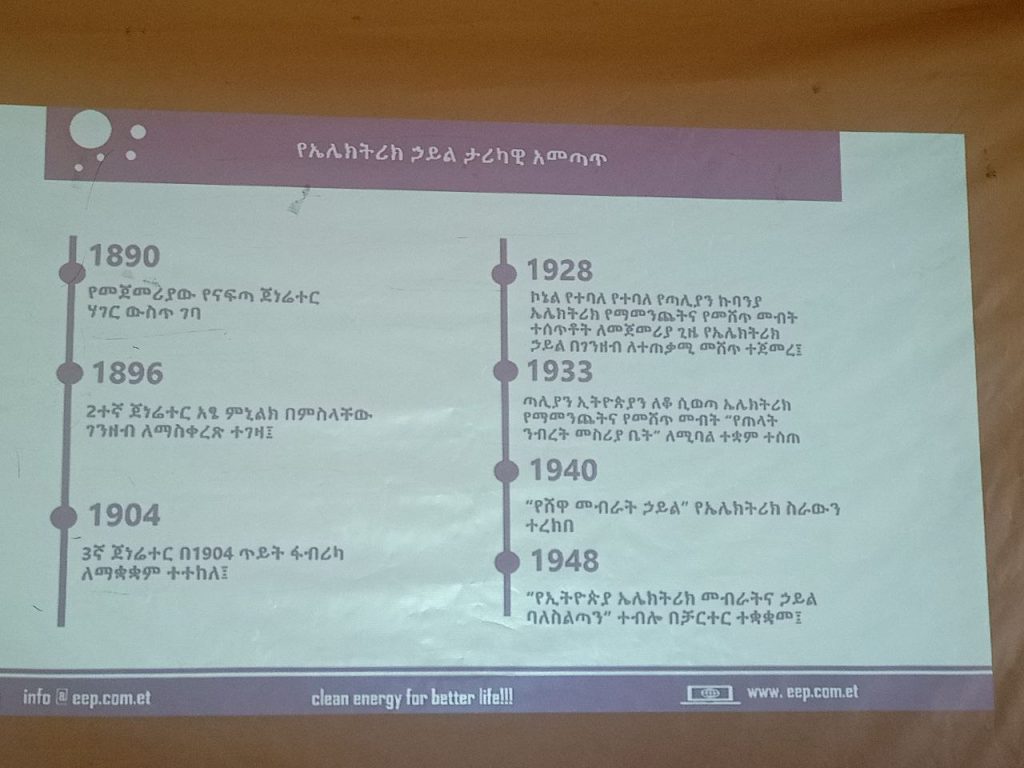 የኤሌክትሪክ ኃይል ታሪካዊ አመጣጥ
1890
የመጀመሪያው የናፍጣ ጀነሬተር
ሃገር ውስጥ ገባ
1896
2ተኛ ጀነሬተር አፄ ምኒልክ በምስላቸው
ገንዘብ ለማስቀረጽ ተገዛ፤
1904
3ኛ ጀነሬተር በ1904 ጥይት ፋብሪካ
ለማቋቋም ተተከለ፤
1928
ኮኔል የተባለ የተባለ የጣሊያን ኩባንያ
ኤሌክትሪክ የማመንጨትና የመሸጥ መብት
ተሰጥቶት ለመጀመሪያ ጊዜ የኤሌክትሪክ
ኃይል በገንዘብ ለተጠቃሚ መሸጥ ተጀመረ፤
1933
ጣሊያን ኢትዮጵያን ለቆ ሲወጣ ኤሌክትሪክ
የማመንጨትና የመሸጥ መብት “የጠላት
ንብረት መስሪያ ቤት” ለሚባል ተቋም ተሰጠ
1940
“የሸዋ መብራት ኃይል” የኤሌክትሪክ ስራውን
ተረከበ
1948
“የኢትዮጵያ ኤሌክትሪክ መብራትና ኃይል
ባለስልጣን” ተብሎ በቻርተር ተቋቋመ፤
info @ eep.com.et
clean energy for better life!!!
www. eep.com.et